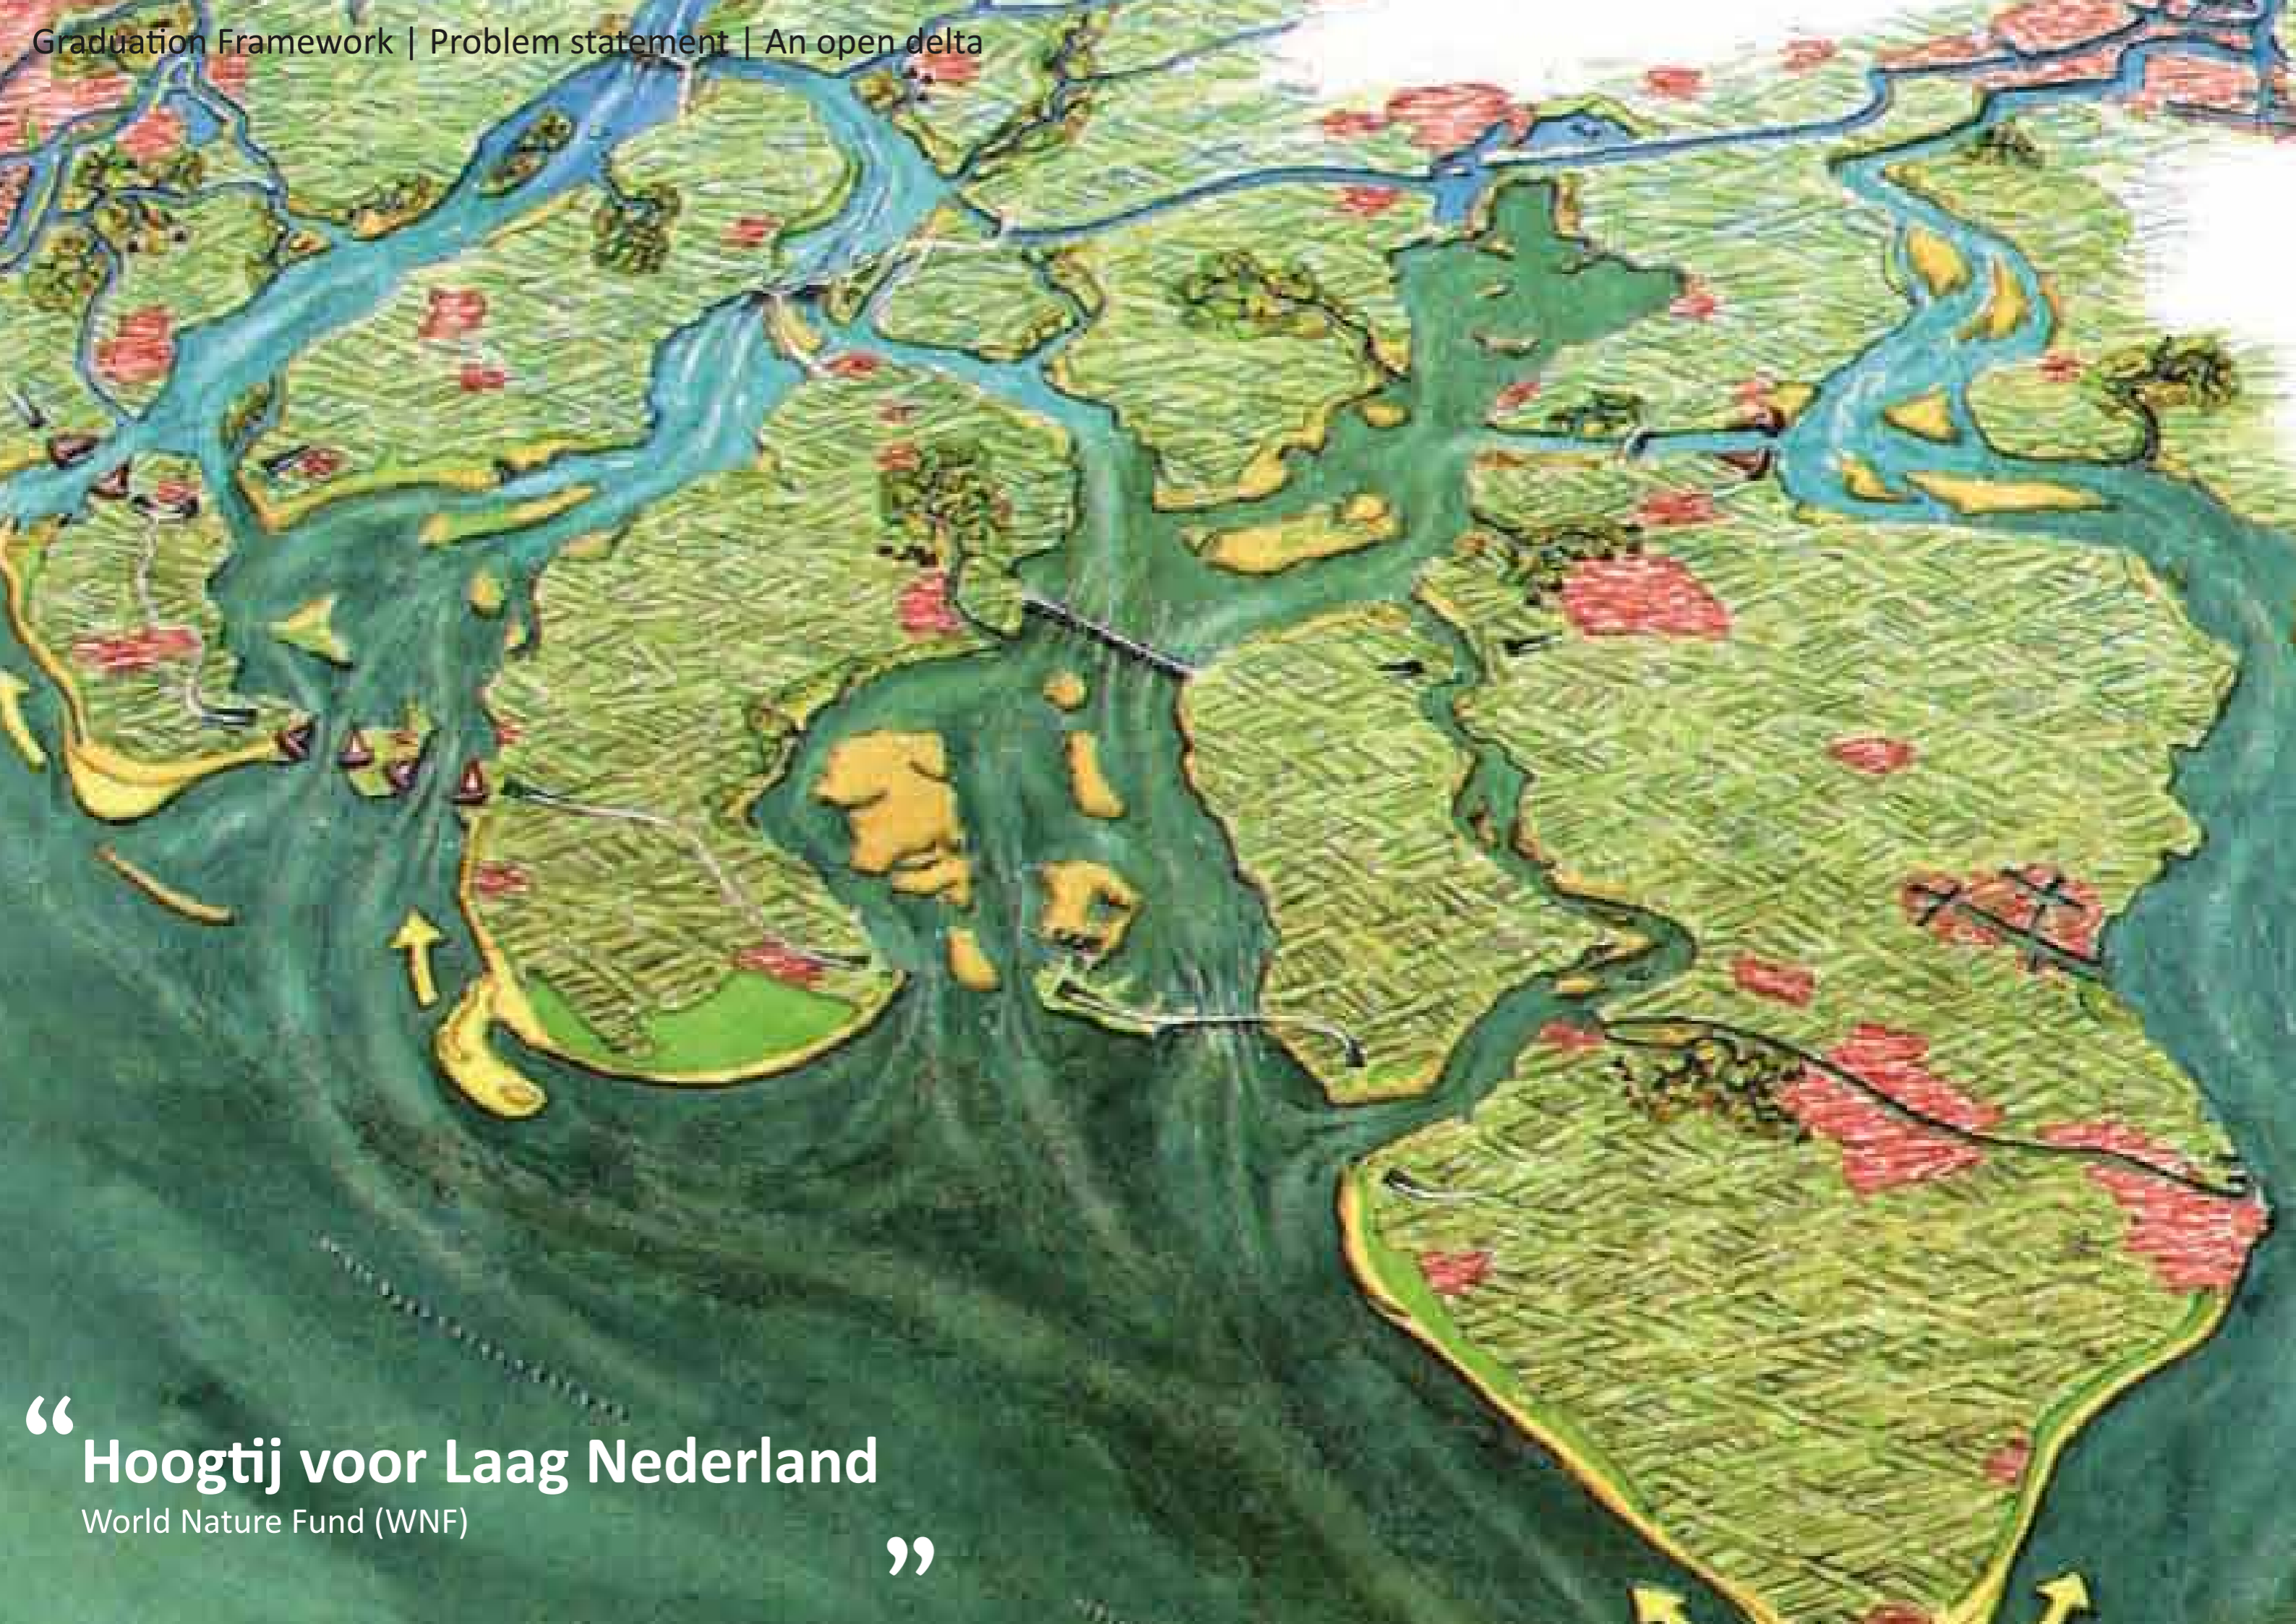 Graduation Framework | Problem statement | An open delta
“
Hoogtij voor Laag Nederland
World Nature Fund (WNF)
”